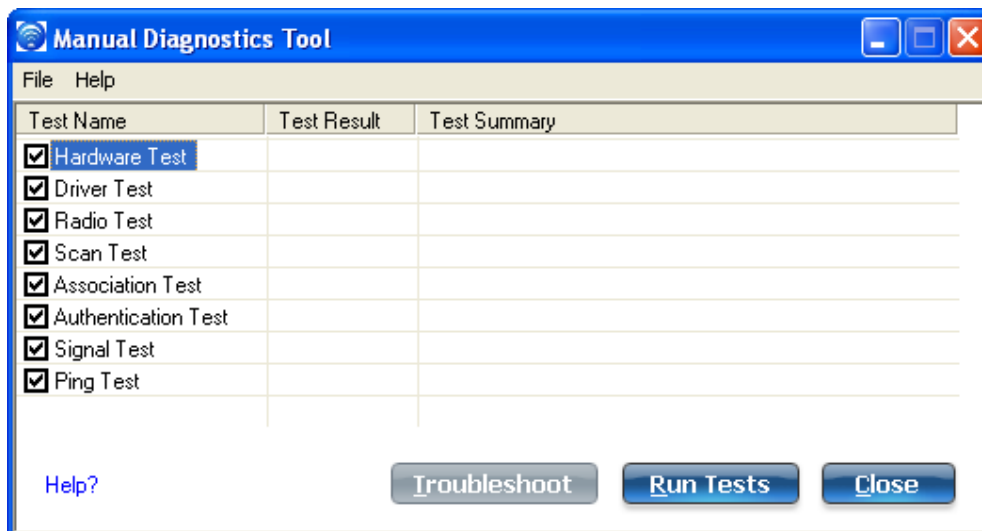 Manual Diagnostics Tool
File Help
Test Name Test Result Test Summary
Hardware Test
Driver Test
Radio Test
Scan Test
Association Test
Authentication Test
Signal Test
Ping Test
Help? Troubleshoot Run Tests Close